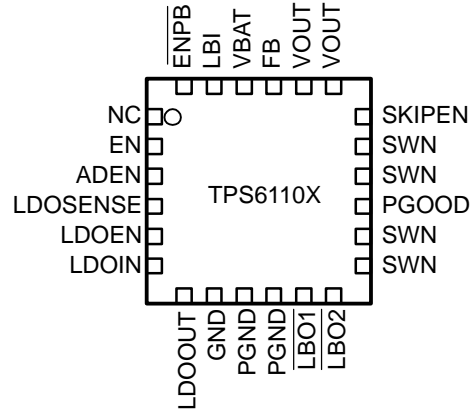 ENPB
LBI
VBAT
FB
VOUT
VOUT
NC
EN
ADEN
LDOSENSE
LDOEN
LDOIN
TPS6110X
SKIPEN
SWN
SWN
PGOOD
SWN
SWN
LDOOUT
GND
PGND
PGND
LBO1
LBO2